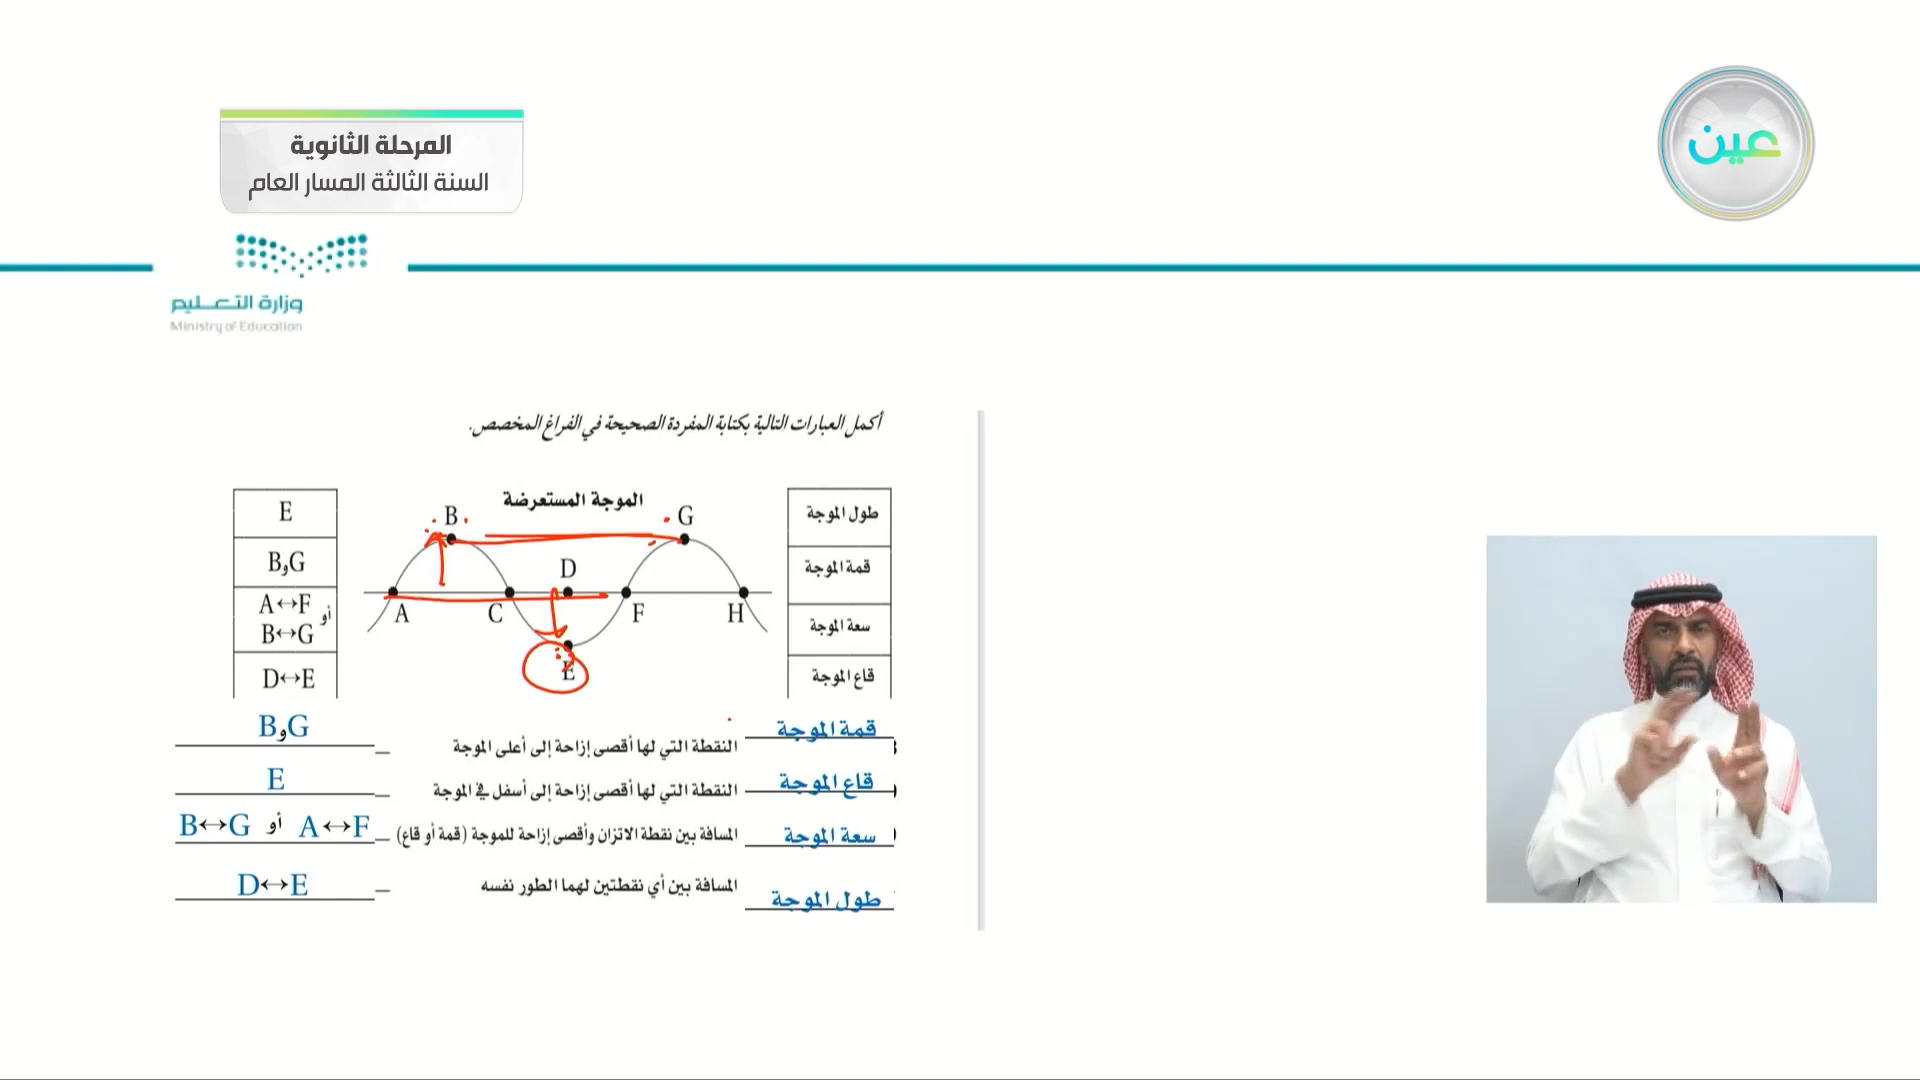 المرحلة الثانوية
السنة الثالثة المسار العام
عين
وزارة التعليم
Ministry of Education
أكمل العبارات التالية بكتابة المفردة الصحيحة في الفراغ المخصص.
الموجة المستعرضة
طول الموجة
قمة الموجة
سعة الموجة
قاع الموجة
B
G
D
A
C
F
H
E
E
B و G
A↔F أو
B↔G
D↔E
قمة الموجة النقطة التي لها أقصى إزاحة إلى أعلى الموجة B و G
قاع الموجة النقطة التي لها أقصى إزاحة إلى أسفل في الموجة E
سعة الموجة المسافة بين نقطة الاتزان وأقصى إزاحة للموجة (قمة أو قاع) A↔F أو B↔G
طول الموجة المسافة بين أي نقطتين لهما الطور نفسه D↔E